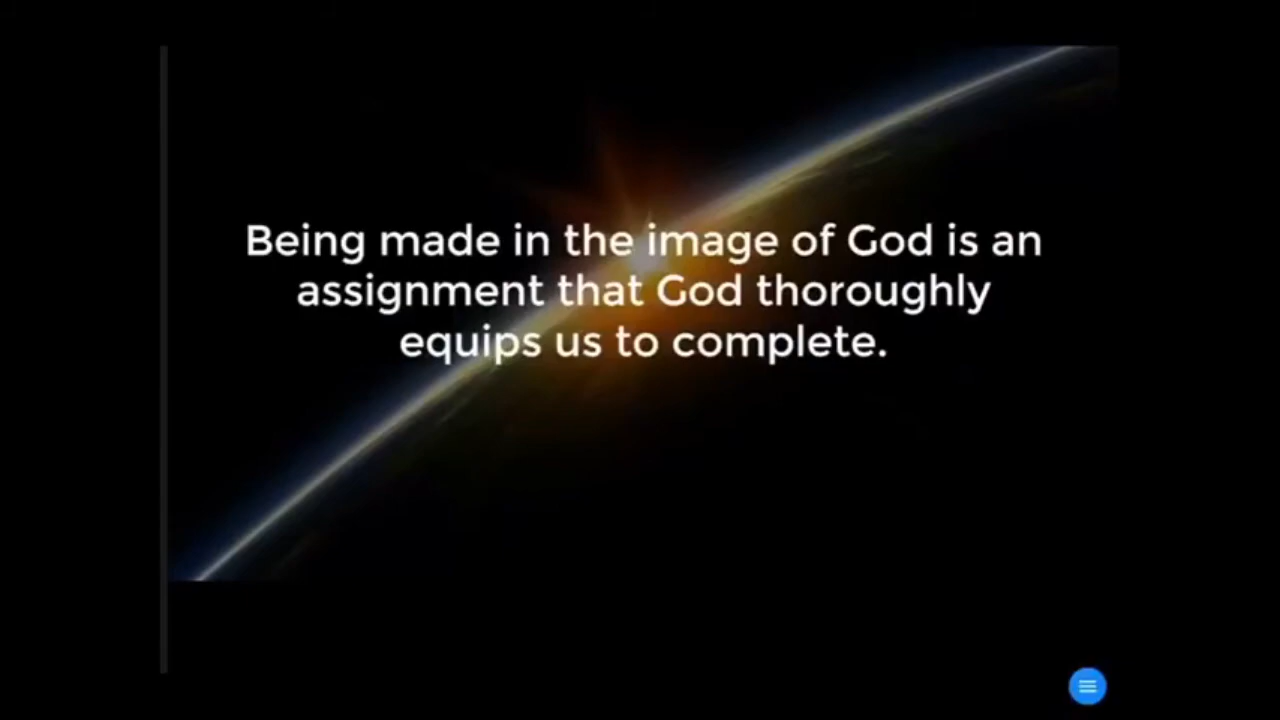 Being made in the image of God is an
assignment that God thoroughly
equips us to complete.